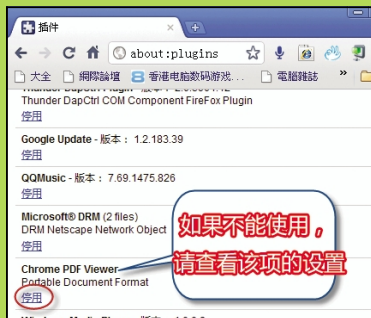 插件
about:plugins
大全 網際論壇 香港电脑数码游戏... 電腦雜誌 »
Thunder DapCtrl COM Component FireFox Plugin
停用
Google Update - 版本： 1.2.183.39
停用
QQMusic - 版本： 7.69.1475.826
停用
Microsoft® DRM (2 files)
DRM Netscape Network Object
停用
Chrome PDF Viewer
Portable Document Format
停用
如果不能使用，
请查看该项的设置